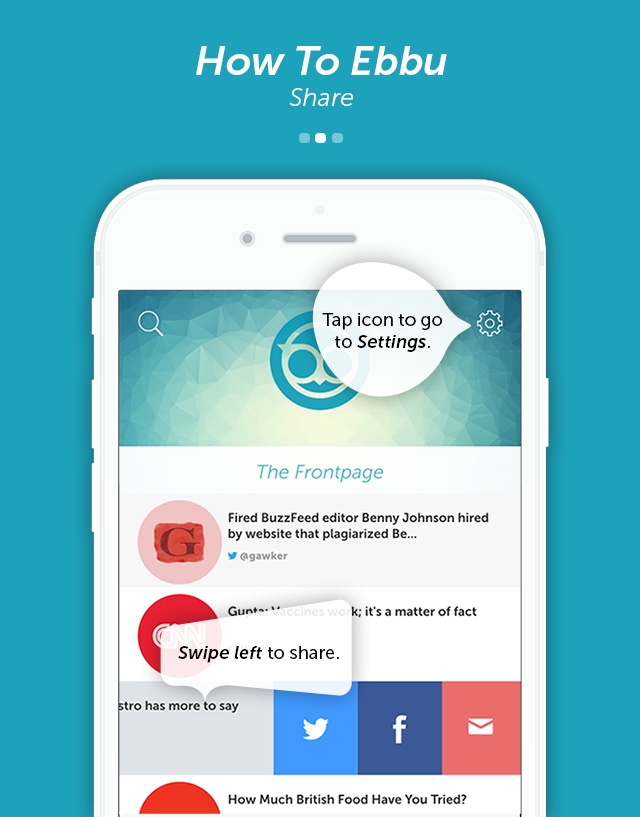 How To Ebbu
Share
Tap icon to go
to Settings.
The Frontpage
Fired BuzzFeed editor Benny Johnson hired
by website that plagiarized Be...
G
@gawker
Gupta: Vaccines work; it's a matter of fact
CNN
Swipe left to share.
stro has more to say
f
How Much British Food Have You Tried?